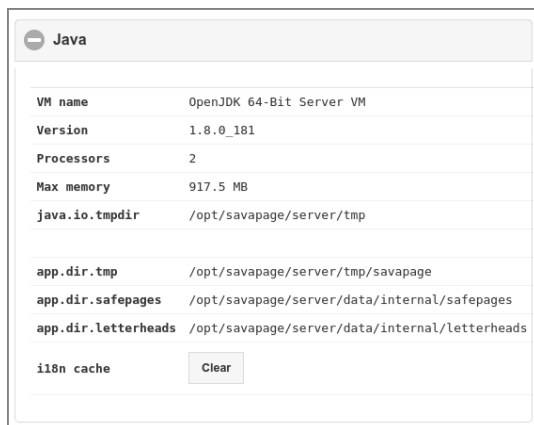 Java
VM name OpenJDK 64-Bit Server VM
Version 1.8.0_181
Processors 2
Max memory 917.5 MB
java.io.tmpdir /opt/savapage/server/tmp
app.dir.tmp /opt/savapage/server/tmp/savapage
app.dir.safepages /opt/savapage/server/data/internal/safepages
app.dir.letterheads /opt/savapage/server/data/internal/letterheads
i18n cache Clear